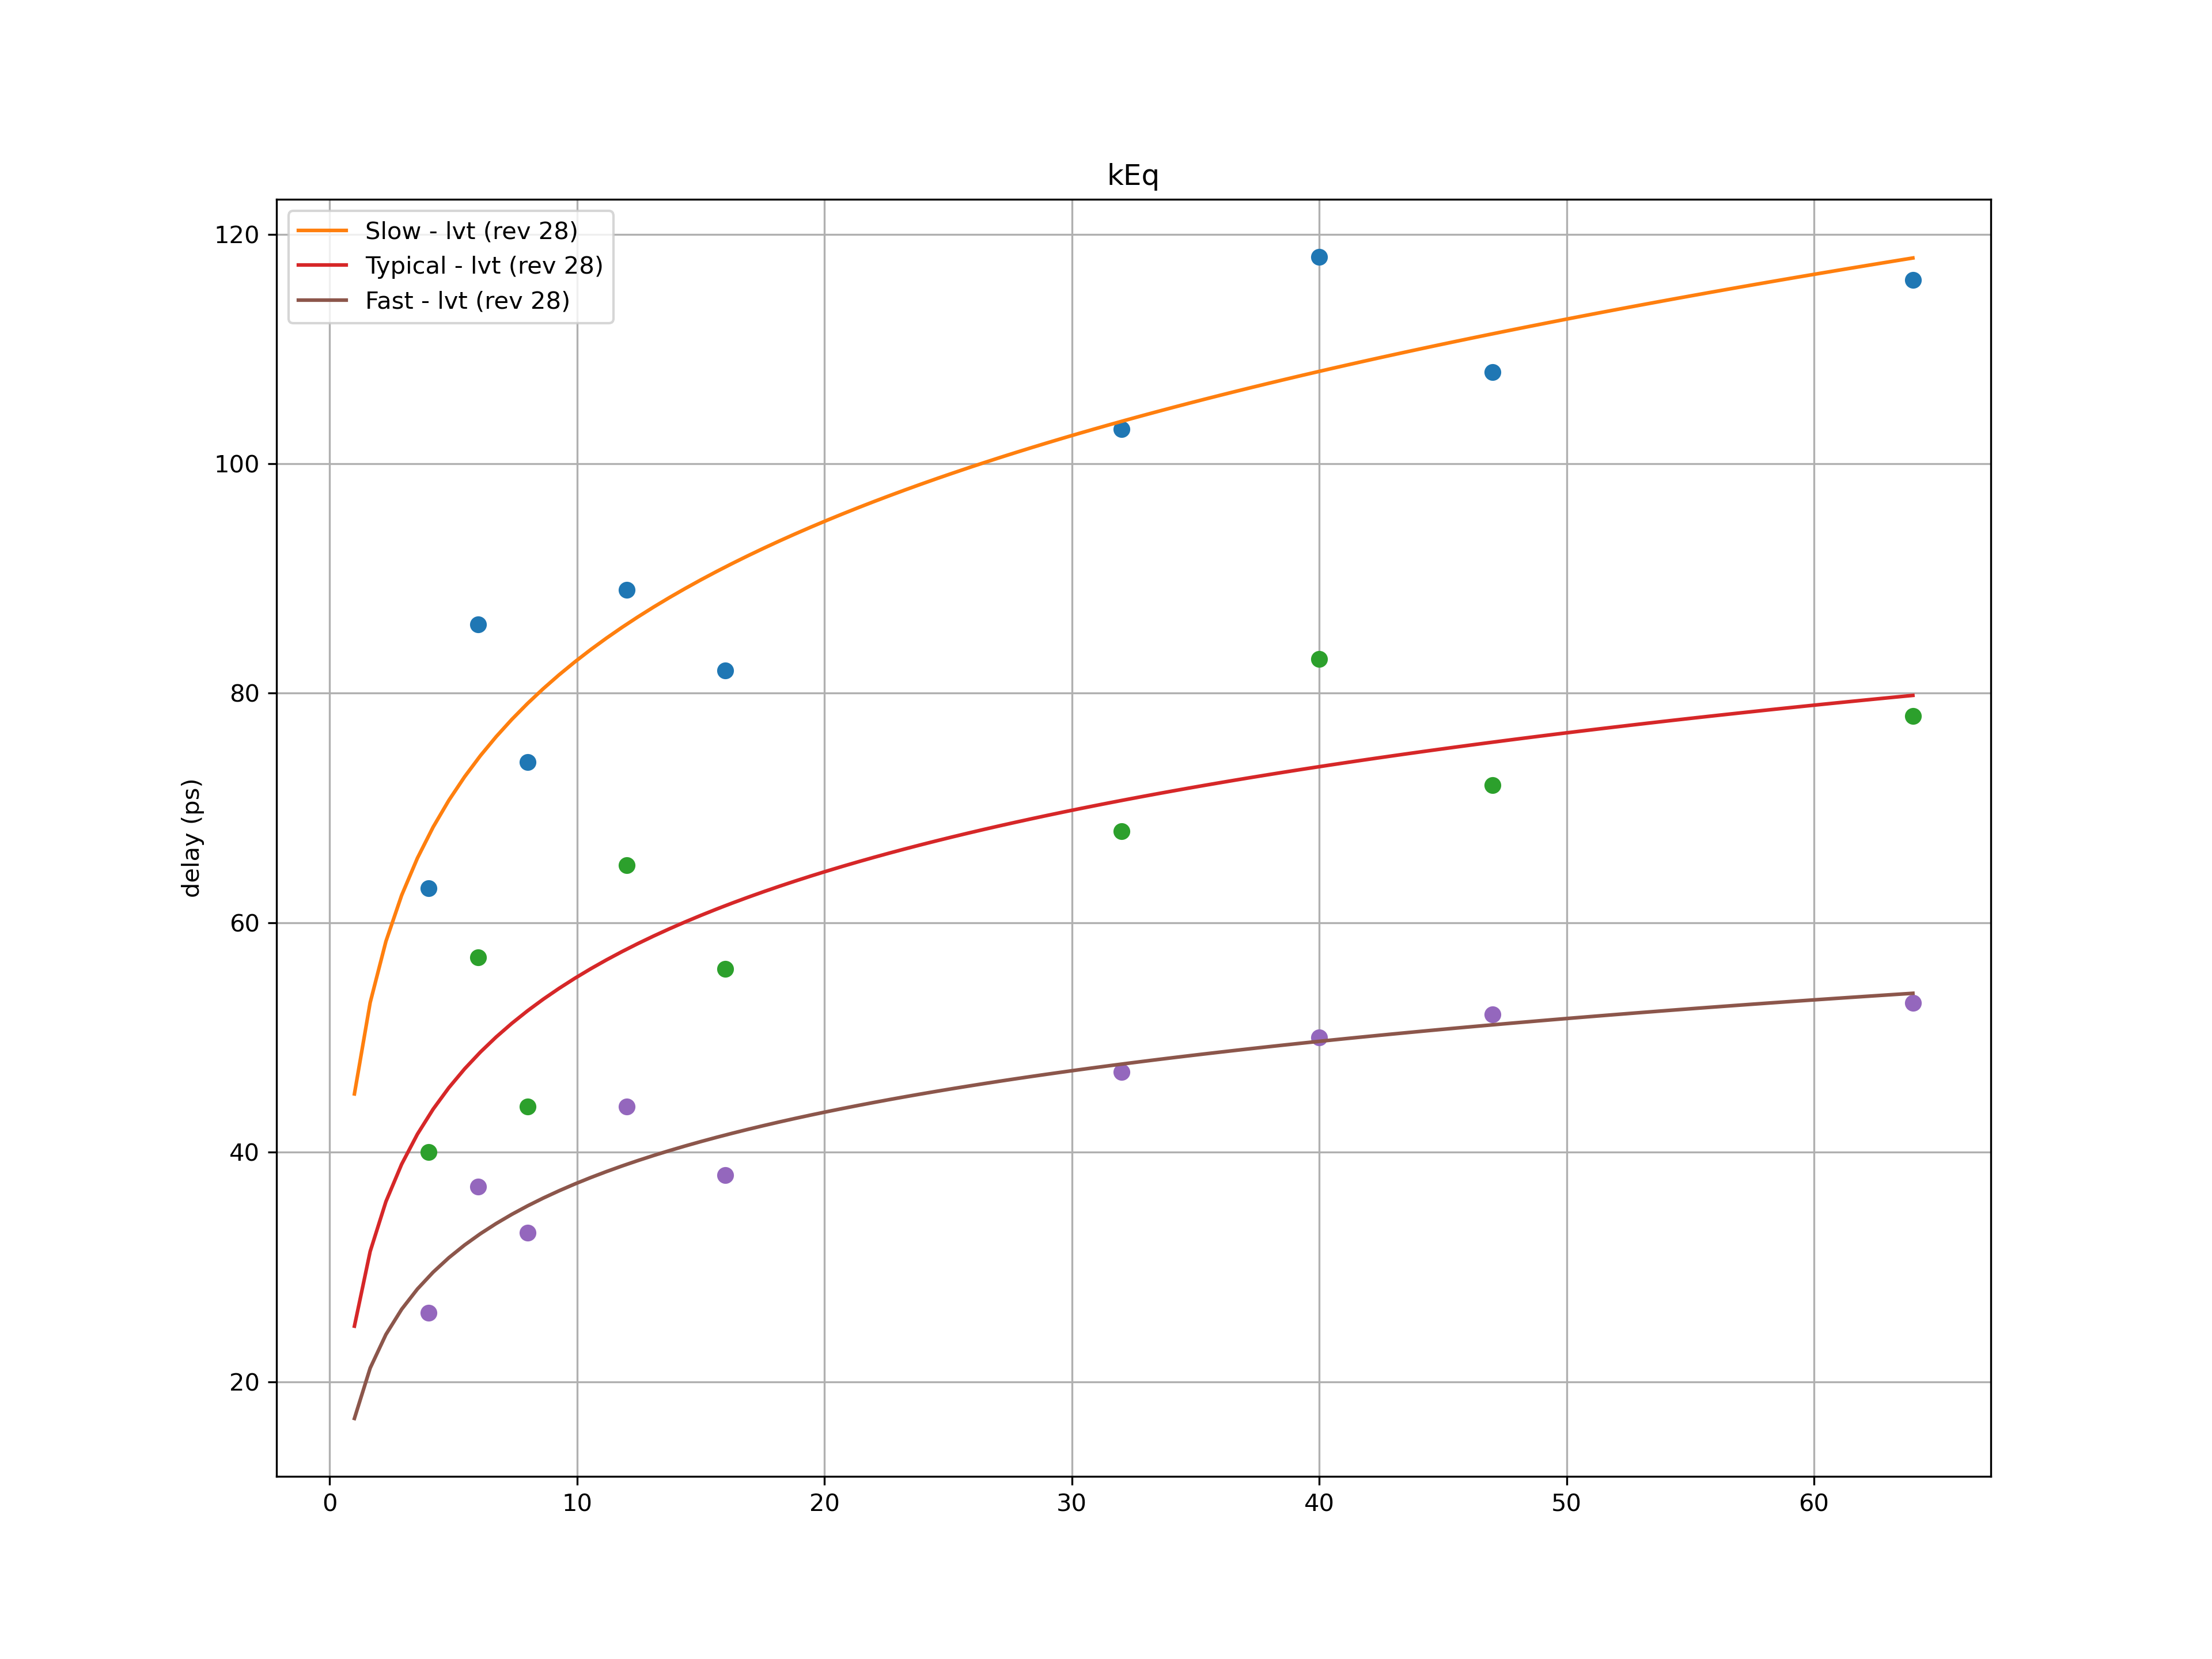 kEq
Slow - lvt (rev 28)
Typical - lvt (rev 28)
Fast - lvt (rev 28)
120
100
80
60
40
20
delay (ps)
0 10 20 30 40 50 60